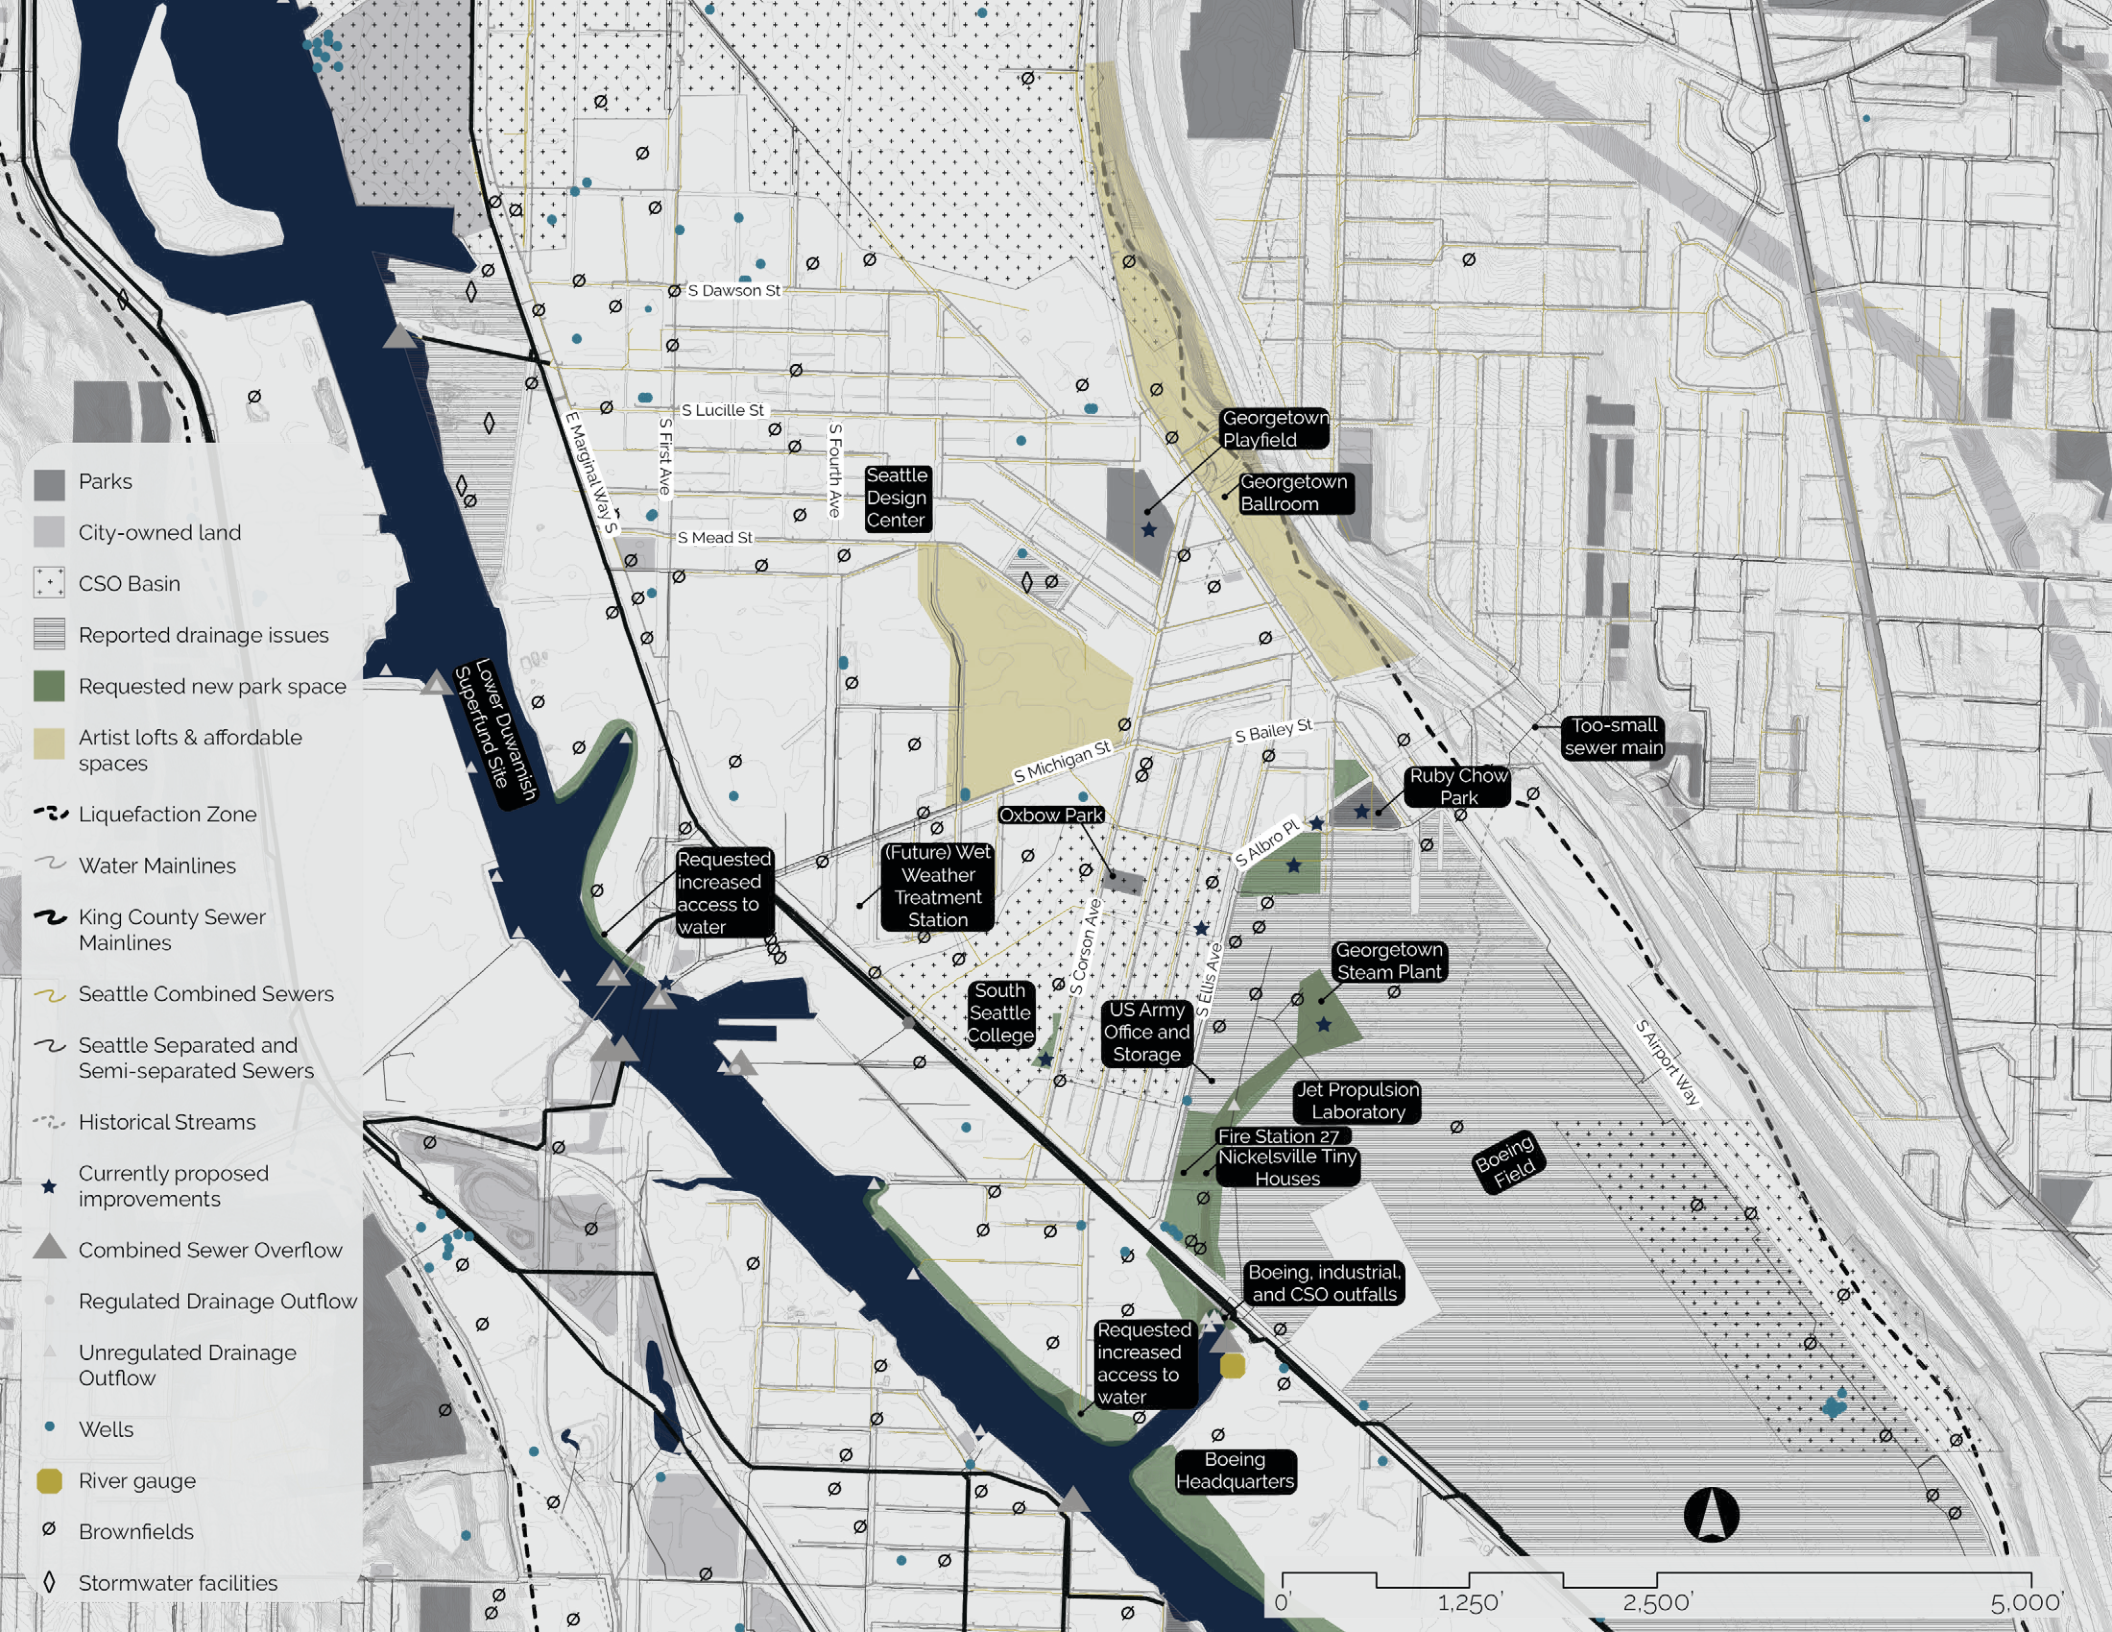 S Dawson St
S Lucille St
E Marginal Way S
S First Ave
S Fourth Ave
Seattle
Design
Center
S Mead St
Georgetown
Playfield
Georgetown
Ballroom
Parks
City-owned land
CSO Basin
Reported drainage issues
Requested new park space
Artist lofts & affordable
spaces
Liquefaction Zone
Water Mainlines
King County Sewer
Mainlines
Seattle Combined Sewers
Seattle Separated and
Semi-separated Sewers
Historical Streams
Currently proposed
improvements
Combined Sewer Overflow
Regulated Drainage Outflow
Unregulated Drainage
Outflow
Wells
River gauge
Brownfields
Stormwater facilities
Lower Duwamish
Superfund Site
S Michigan St
S Bailey St
Too-small
sewer main
Ruby Chow
Park
Oxbow Park
S Albro Pl
Requested
increased
access to
water
(Future) Wet
Weather
Treatment
Station
S Corson Ave
S Ellis Ave
Georgetown
Steam Plant
South
Seattle
College
US Army
Office and
Storage
S Airport Way
Jet Propulsion
Laboratory
Fire Station 27
Nickelsville Tiny
Houses
Boeing
Field
Boeing, industrial,
and CSO outfalls
Requested
increased
access to
water
Boeing
Headquarters
0'
1,250'
2,500'
5,000'